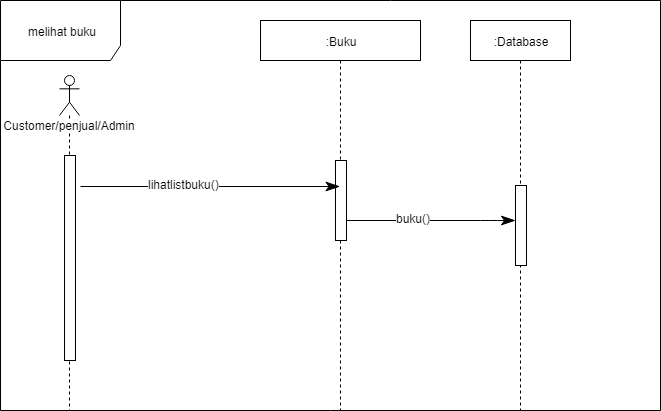 melihat buku
:Buku
:Database
Customer/penjual/Admin
lihatlistbuku()
buku()